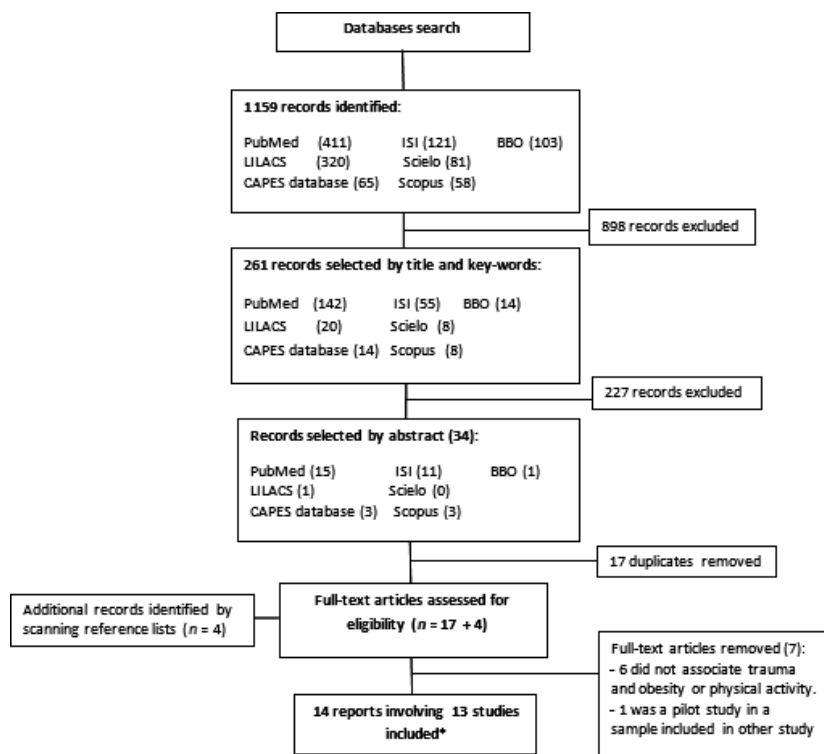 Databases search
1159 records identified:
PubMed (411) ISI (121) BBO (103)
LILACS (320) Scielo (81)
CAPES database (65) Scopus (58)
898 records excluded
261 records selected by title and key-words:
PubMed (142) ISI (55) BBO (14)
LILACS (20) Scielo (8)
CAPES database (14) Scopus (8)
227 records excluded
Records selected by abstract (34):
PubMed (15) ISI (11) BBO (1)
LILACS (1) Scielo (0)
CAPES database (3) Scopus (3)
17 duplicates removed
Additional records identified by
scanning reference lists (n = 4)
Full-text articles assessed for
eligibility (n = 17 + 4)
Full-text articles removed (7):
- 6 did not associate trauma
and obesity or physical activity.
- 1 was a pilot study in a
sample included in other study
14 reports involving 13 studies
included*